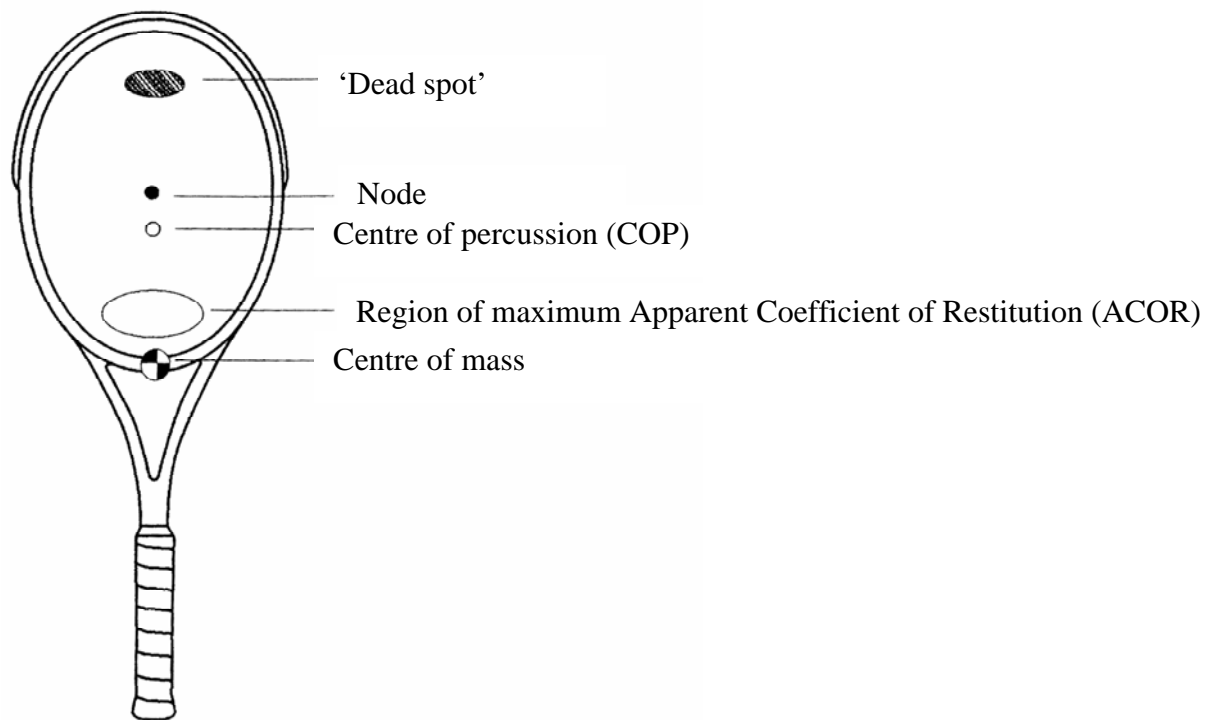 ‘Dead spot’
Node
Centre of percussion (COP)
Region of maximum Apparent Coefficient of Restitution (ACOR)
Centre of mass